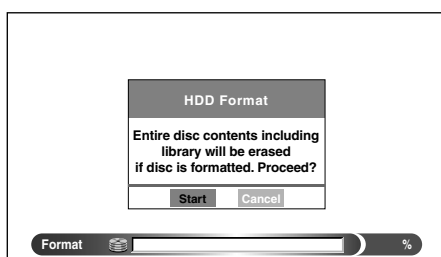 HDD Format
Entire disc contents including
library will be erased
if disc is formatted. Proceed?
Start Cancel
Format %